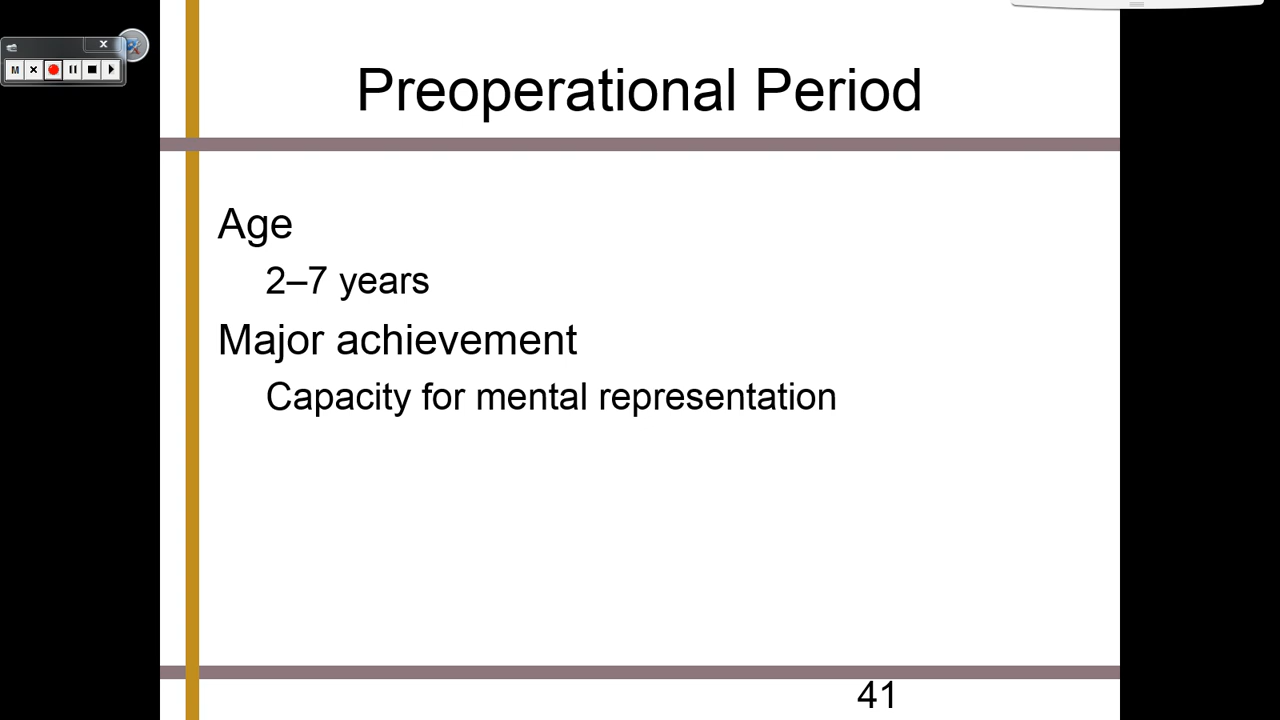 M
Preoperational Period
Age
2–7 years
Major achievement
Capacity for mental representation
41